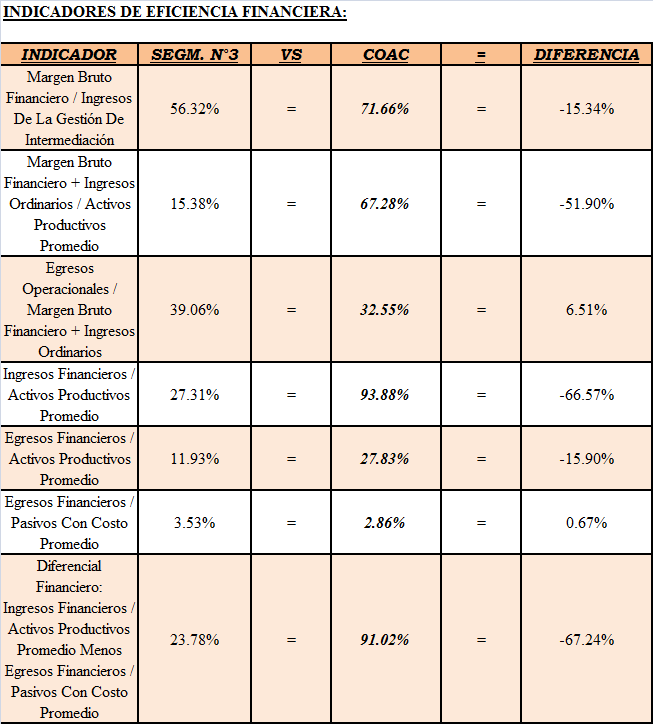 INDICADORES DE EFICIENCIA FINANCIERA:
INDICADOR SEGM. N°3 VS COAC = DIFERENCIA
Margen Bruto
Financiero / Ingresos
De La Gestión De
Intermediación
56.32% = 71.66% = -15.34%
Margen Bruto
Financiero + Ingresos
Ordinarios / Activos
Productivos
Promedio
15.38% = 67.28% = -51.90%
Egresos
Operacionales /
Margen Bruto
Financiero + Ingresos
Ordinarios
39.06% = 32.55% = 6.51%
Ingresos Financieros /
Activos Productivos
Promedio
27.31% = 93.88% = -66.57%
Egresos Financieros /
Activos Productivos
Promedio
11.93% = 27.83% = -15.90%
Egresos Financieros /
Pasivos Con Costo
Promedio
3.53% = 2.86% = 0.67%
Diferencial
Financiero:
Ingresos Financieros /
Activos Productivos
Promedio Menos
Egresos Financieros /
Pasivos Con Costo
Promedio
23.78% = 91.02% = -67.24%